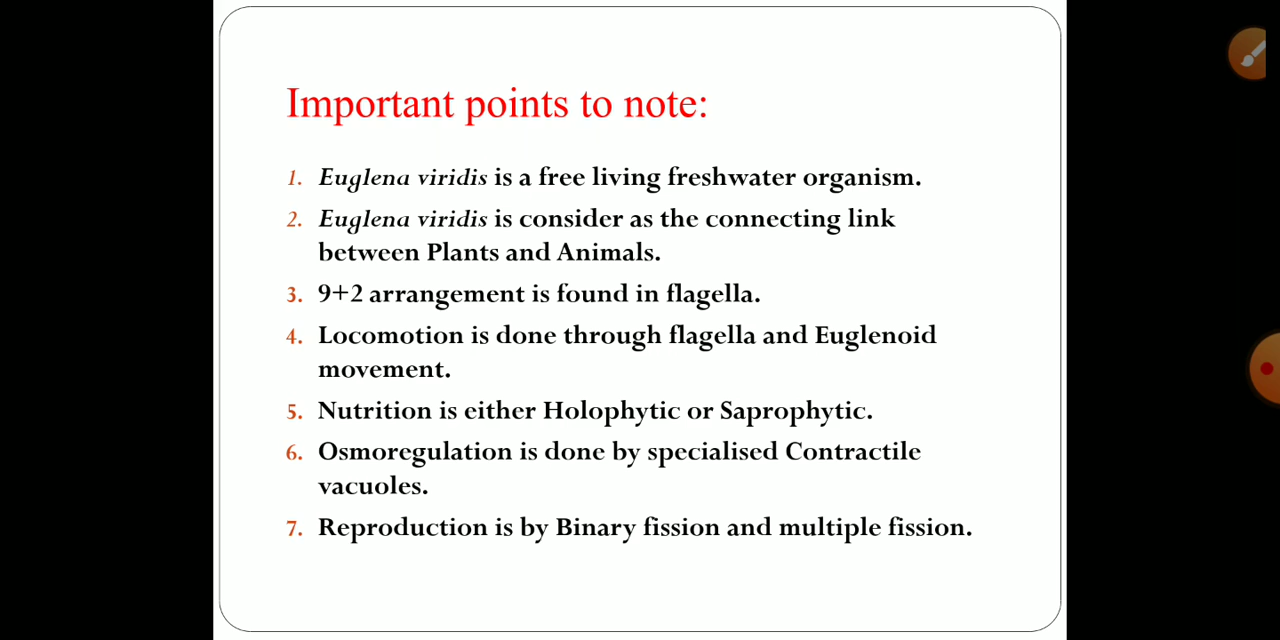 Important points to note:
1. Euglena viridis is a free living freshwater organism.
2. Euglena viridis is consider as the connecting link
between Plants and Animals.
3. 9+2 arrangement is found in flagella.
4. Locomotion is done through flagella and Euglenoid
movement.
5. Nutrition is either Holophytic or Saprophytic.
6. Osmoregulation is done by specialised Contractile
vacuoles.
7. Reproduction is by Binary fission and multiple fission.